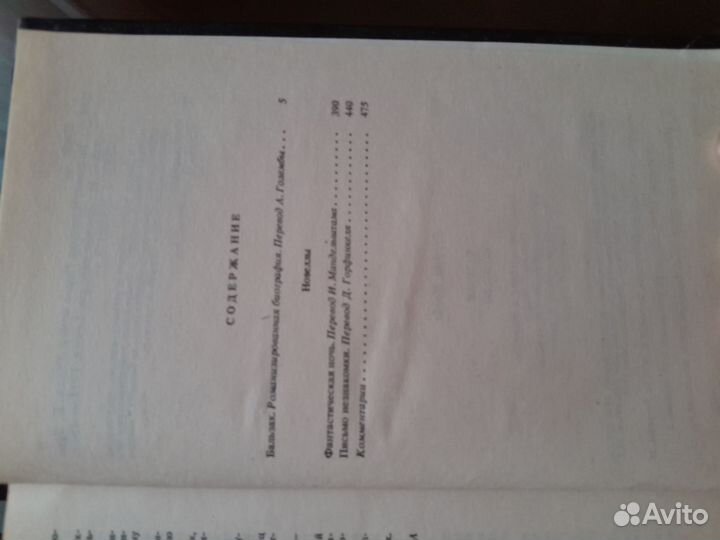 СОДЕРЖАНИЕ
Бальзак. Романизированная биография. Перевод А. Голембы . . . 5
Новеллы
Фантастическая ночь. Перевод И. Мандельштама . . . . . . . . . . 390
Письмо незнакомки. Перевод Д. Горфинкеля . . . . . . . . . . . 440
Комментарии . . . . . . . . . . . . . . . . . . . . . . . . . 475
Avito